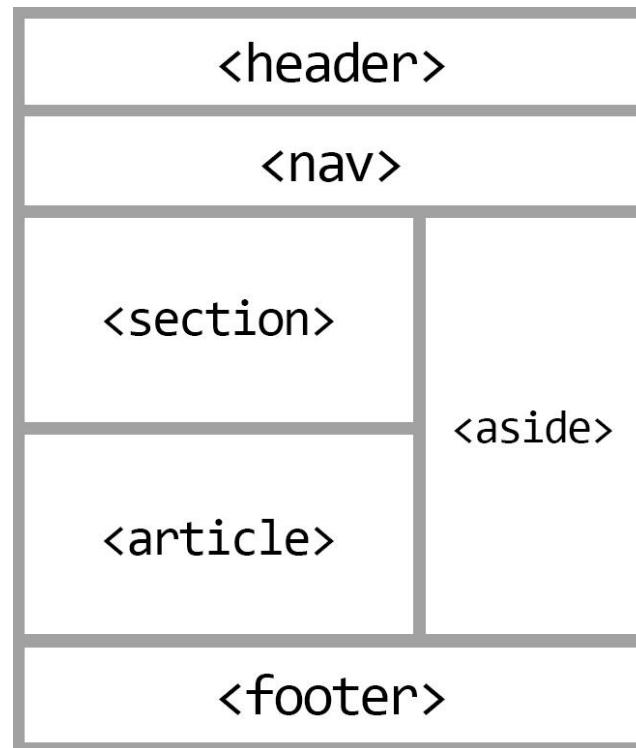 <header>
<nav>
<section>
<aside>
<article>
<footer>